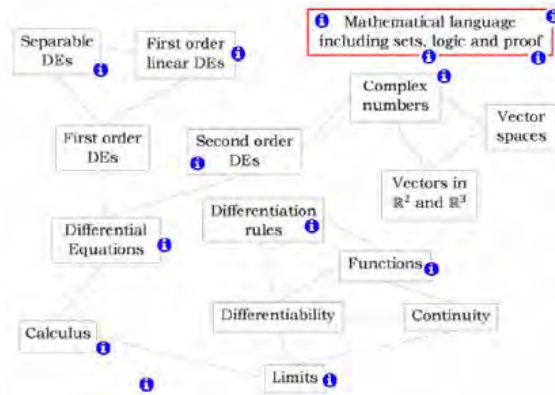 Mathematical language
including sets, logic and proof
Separable
DEs
First order
linear DEs
Complex
numbers
Vector
spaces
First order
DEs
Second order
DEs
Vectors in
ℝ² and ℝ³
Differentiation
rules
Differential
Equations
Functions
Differentiability
Continuity
Calculus
Limits